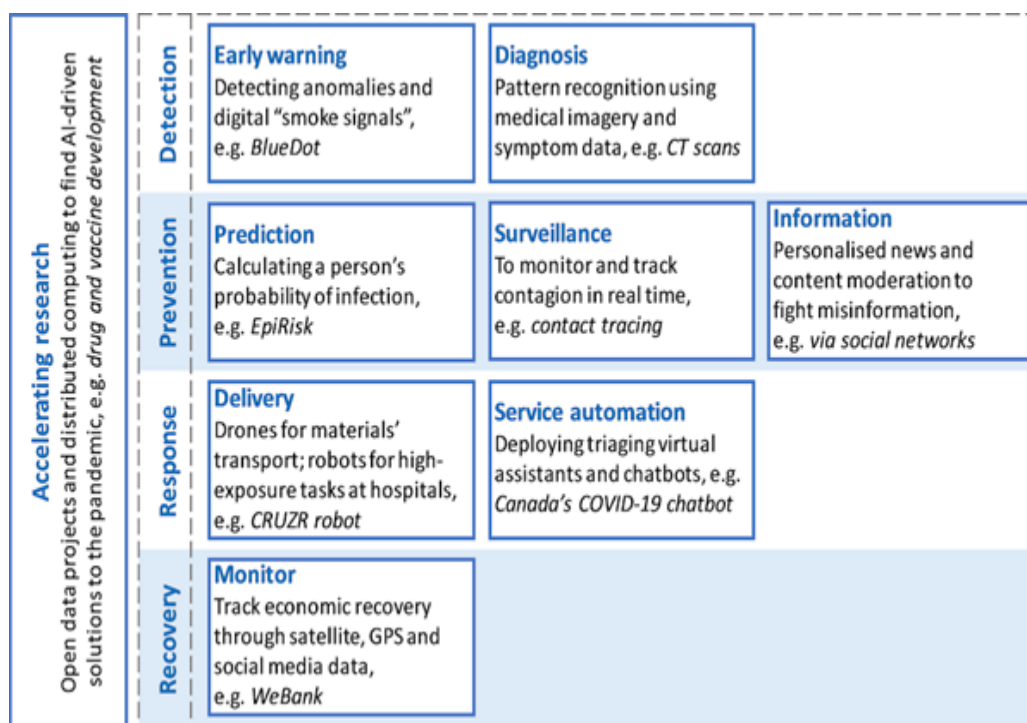 Accelerating research
Open data projects and distributed computing to find AI-driven
solutions to the pandemic, e.g. drug and vaccine development
Detection
Early warning
Detecting anomalies and
digital “smoke signals”,
e.g. BlueDot
Diagnosis
Pattern recognition using
medical imagery and
symptom data, e.g. CT scans
Prevention
Prediction
Calculating a person’s
probability of infection,
e.g. EpiRisk
Surveillance
To monitor and track
contagion in real time,
e.g. contact tracing
Information
Personalised news and
content moderation to
fight misinformation,
e.g. via social networks
Response
Delivery
Drones for materials’
transport; robots for high-
exposure tasks at hospitals,
e.g. CRUZR robot
Service automation
Deploying triaging virtual
assistants and chatbots, e.g.
Canada’s COVID-19 chatbot
Recovery
Monitor
Track economic recovery
through satellite, GPS and
social media data,
e.g. WeBank